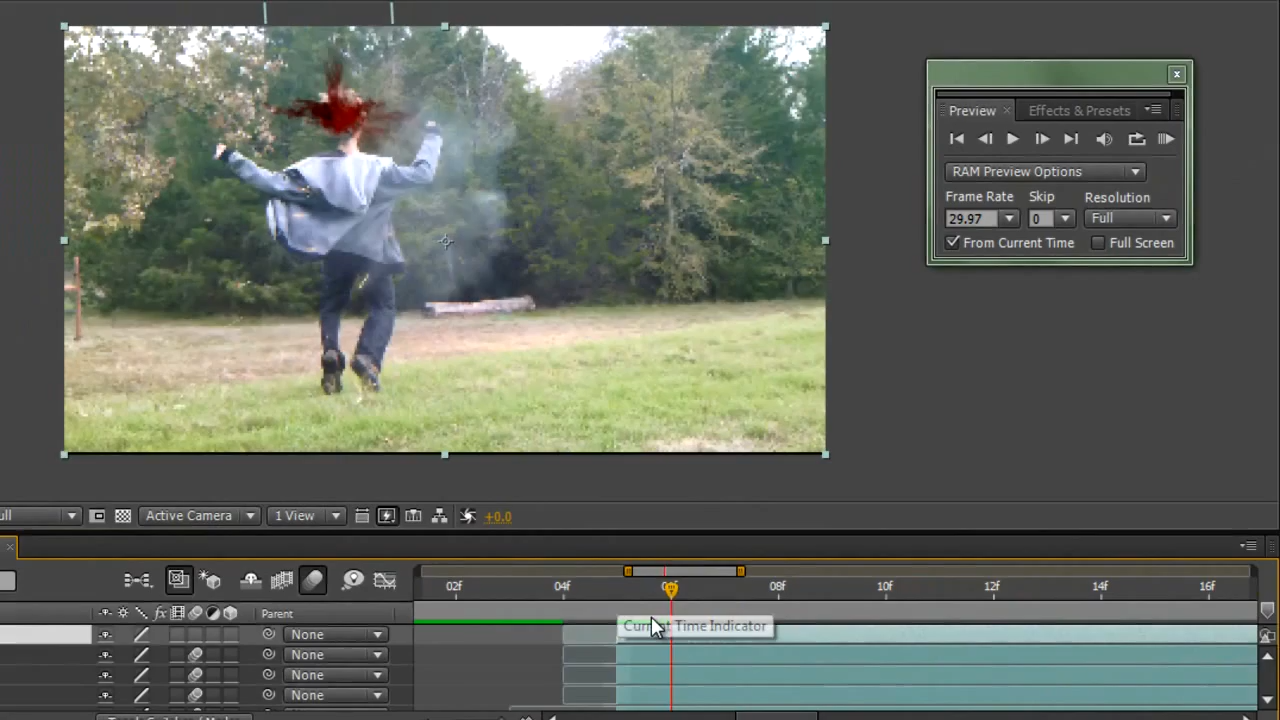 Preview
Effects & Presets
RAM Preview Options
Frame Rate
Skip
Resolution
29.97
0
Full
From Current Time
Full Screen
Active Camera
1 View
+0.0
02f
04f
08f
10f
12f
14f
16f
fx
Parent
Current Time Indicator
None
None
None
None